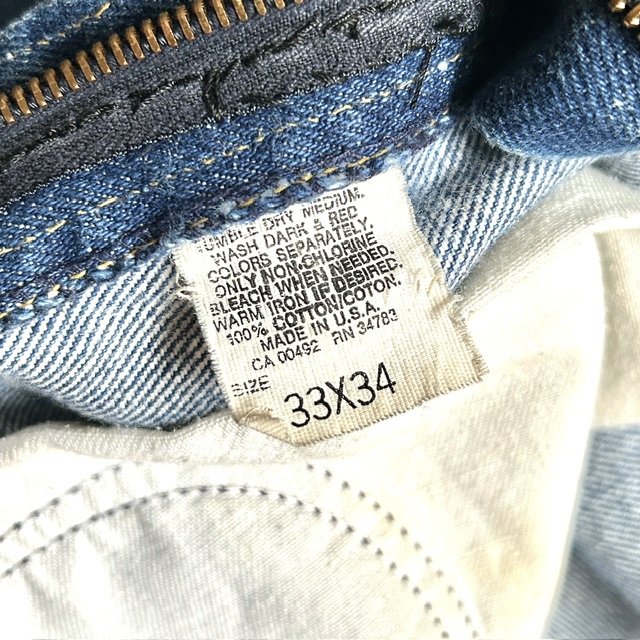 TUMBLE DRY MEDIUM.
WASH DARK & RED
COLORS SEPARATELY.
ONLY NON-CHLORINE
BLEACH WHEN NEEDED.
WARM IRON IF DESIRED.
100% COTTON/COTON.
MADE IN U.S.A.
CA 00492 RN 34783
SIZE 33X34